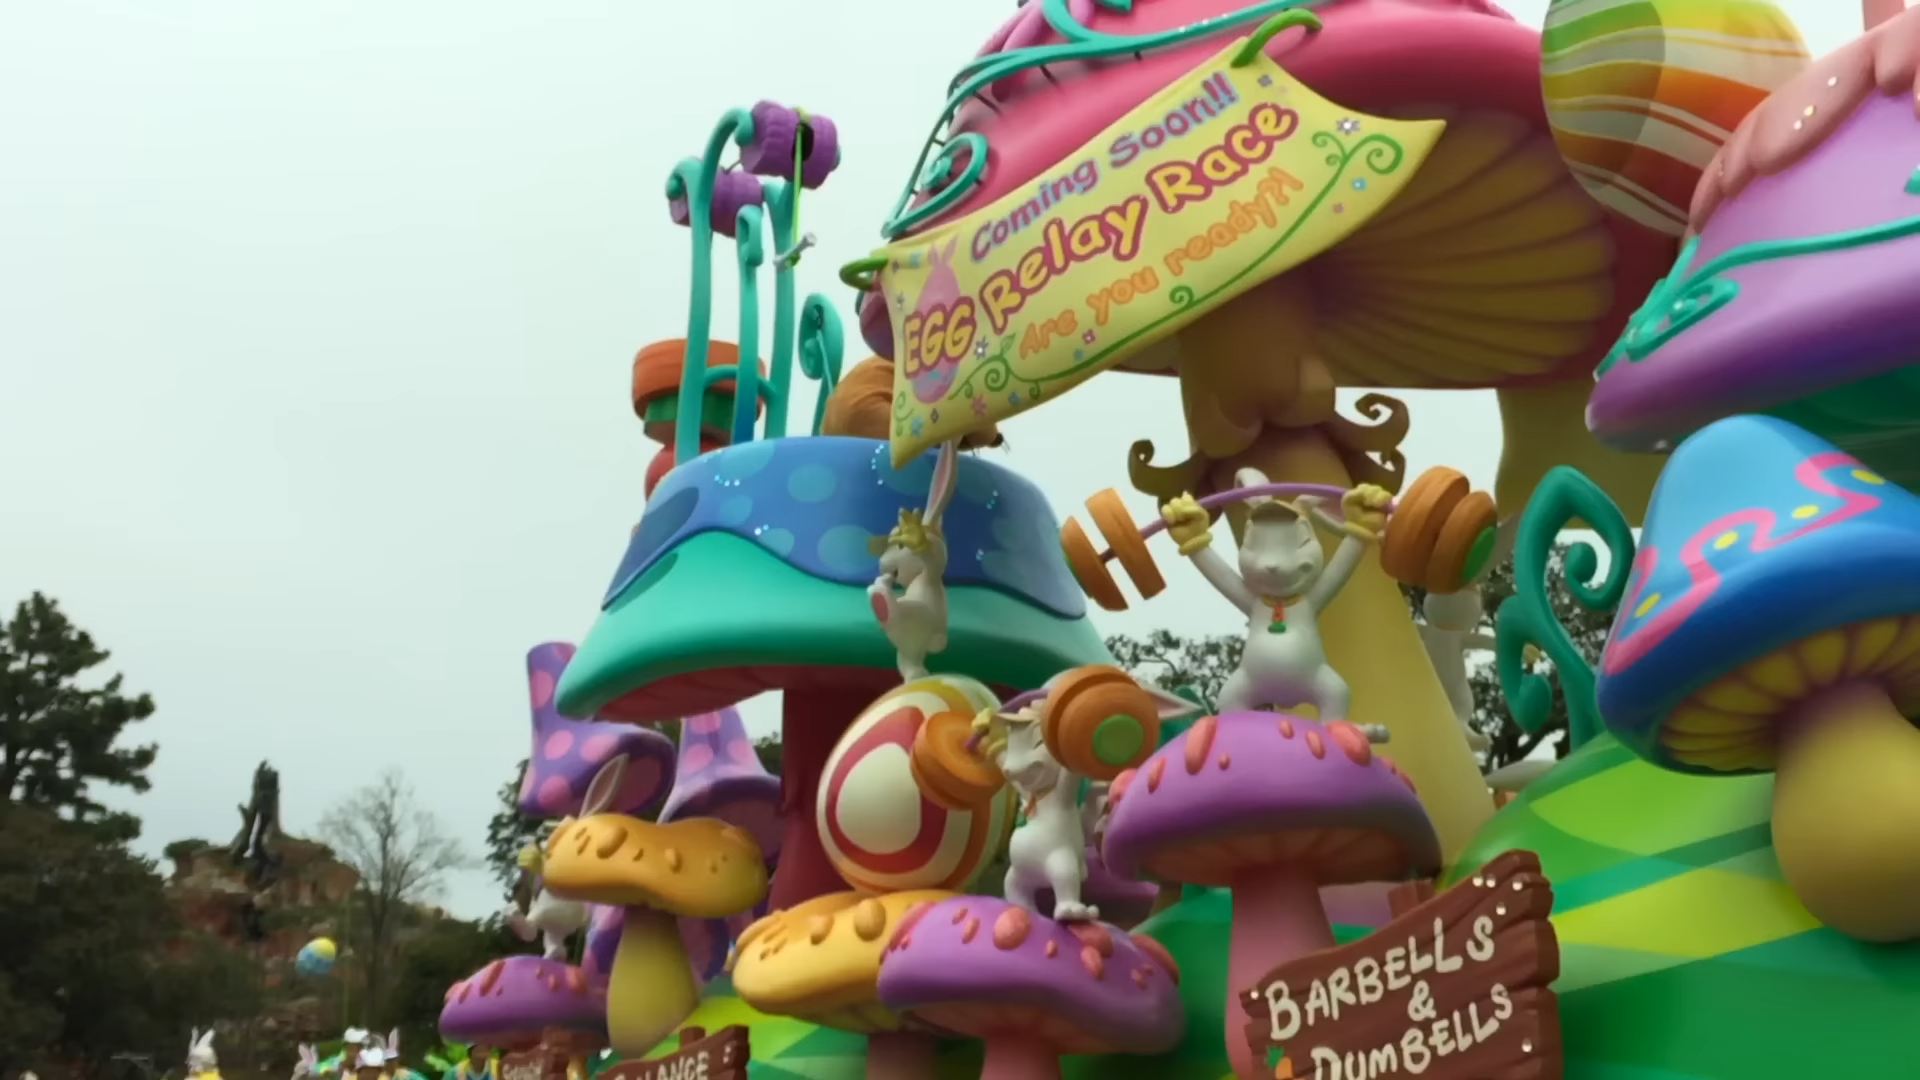 Coming Soon!!
EGG Relay Race
Are you ready?!
BARBELLS
&
DUMBELLS